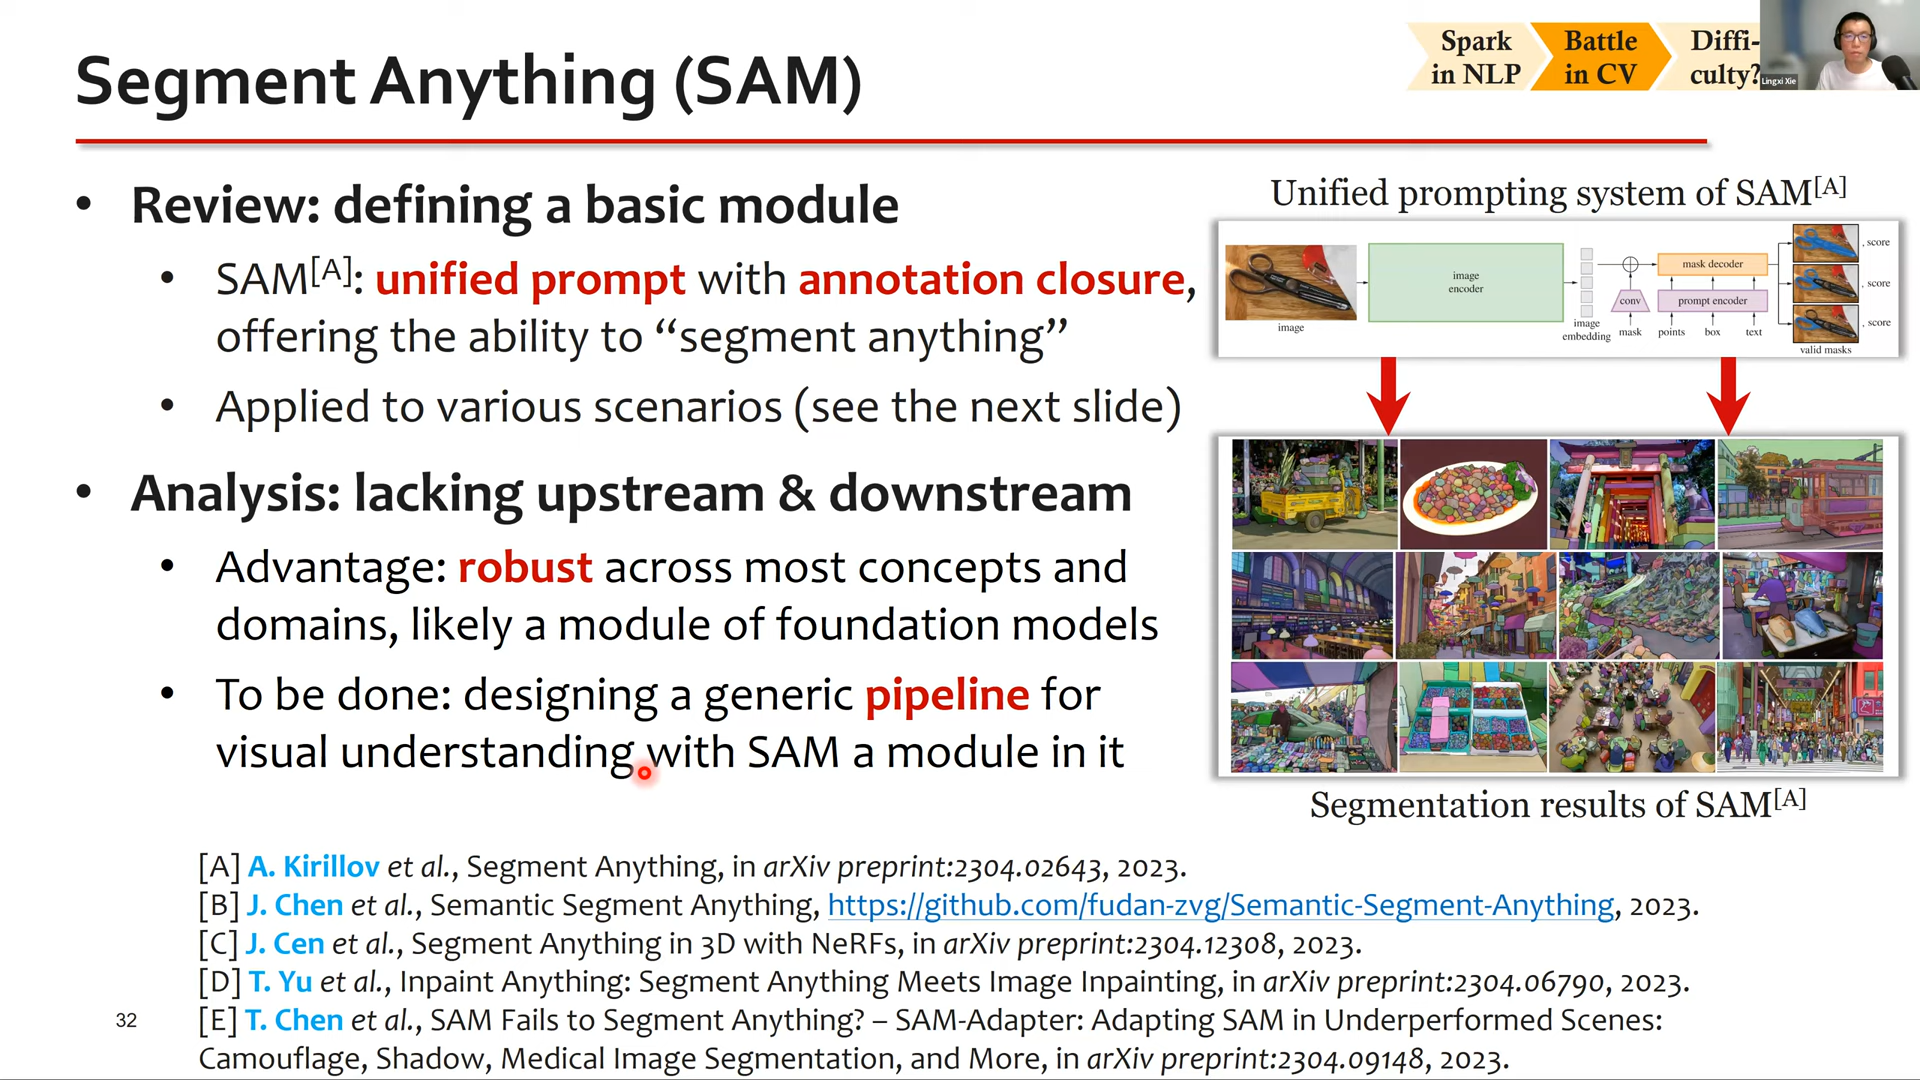 Segment Anything (SAM)
Spark
in NLP
Battle
in CV
Diffi-
culty?
Lingxi Xie
• Review: defining a basic module
• SAM[A]: unified prompt with annotation closure,
offering the ability to “segment anything”
• Applied to various scenarios (see the next slide)
• Analysis: lacking upstream & downstream
• Advantage: robust across most concepts and
domains, likely a module of foundation models
• To be done: designing a generic pipeline for
visual understanding with SAM a module in it
Unified prompting system of SAM[A]
image
image
encoder
image
embedding
conv
mask
mask decoder
prompt encoder
points
box
text
, score
, score
, score
valid masks
Segmentation results of SAM[A]
[A] A. Kirillov et al., Segment Anything, in arXiv preprint:2304.02643, 2023.
[B] J. Chen et al., Semantic Segment Anything, https://github.com/fudan-zvg/Semantic-Segment-Anything, 2023.
[C] J. Cen et al., Segment Anything in 3D with NeRFs, in arXiv preprint:2304.12308, 2023.
[D] T. Yu et al., Inpaint Anything: Segment Anything Meets Image Inpainting, in arXiv preprint:2304.06790, 2023.
[E] T. Chen et al., SAM Fails to Segment Anything? – SAM-Adapter: Adapting SAM in Underperformed Scenes:
Camouflage, Shadow, Medical Image Segmentation, and More, in arXiv preprint:2304.09148, 2023.
32